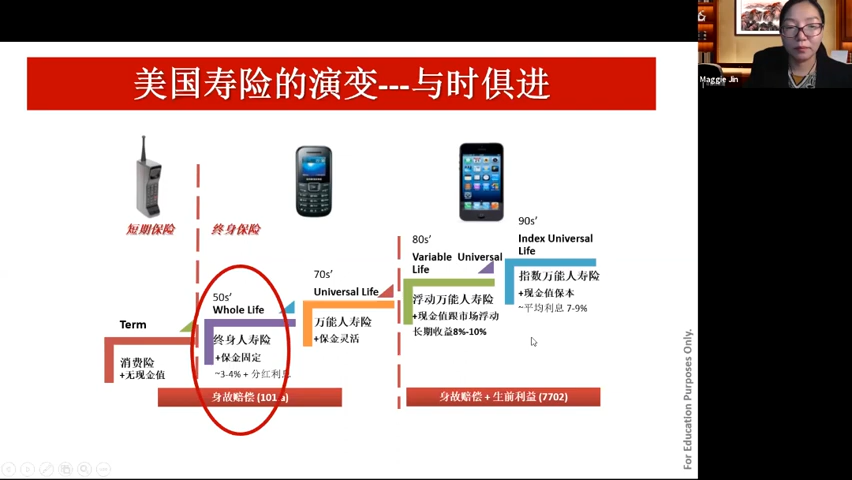 美国寿险的演变---与时俱进
Maggie Jin
短期保险
终身保险
Term
消费险
+无现金值
50s'
Whole Life
终身人寿险
+保金固定
~3-4% + 分红利息
70s'
Universal Life
万能人寿险
+保金灵活
80s'
Variable Universal
Life
浮动万能人寿险
+现金值跟市场浮动
长期收益8%-10%
90s'
Index Universal
Life
指数万能人寿险
+现金值保本
~平均利息 7-9%
身故赔偿 (101 a)
身故赔偿 + 生前利益 (7702)
For Education Purposes Only.